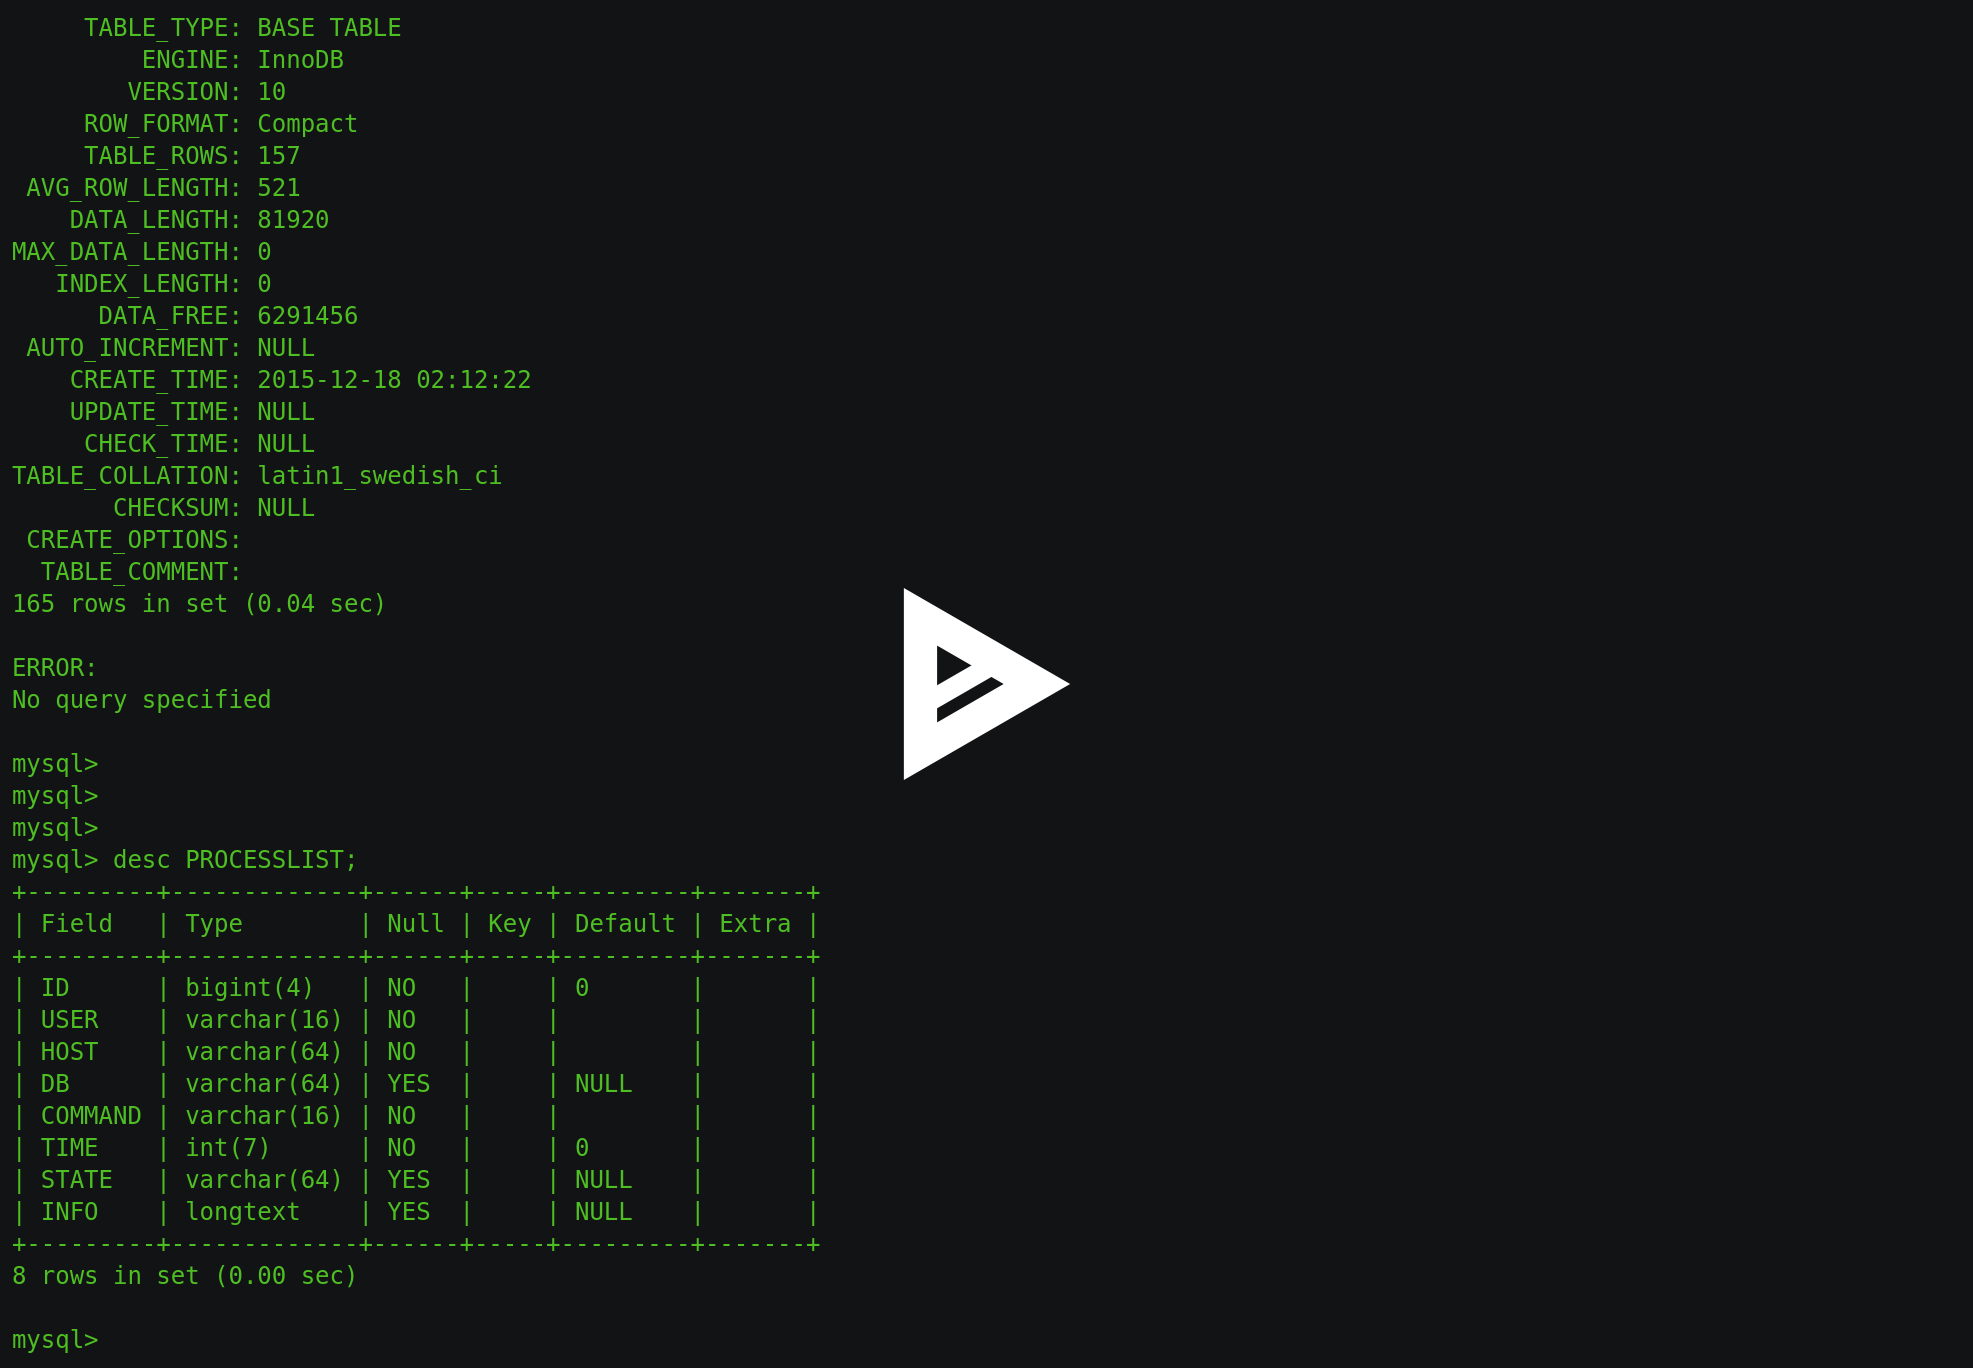 TABLE_TYPE: BASE TABLE
         ENGINE: InnoDB
        VERSION: 10
     ROW_FORMAT: Compact
     TABLE_ROWS: 157
 AVG_ROW_LENGTH: 521
    DATA_LENGTH: 81920
MAX_DATA_LENGTH: 0
   INDEX_LENGTH: 0
      DATA_FREE: 6291456
 AUTO_INCREMENT: NULL
    CREATE_TIME: 2015-12-18 02:12:22
    UPDATE_TIME: NULL
     CHECK_TIME: NULL
TABLE_COLLATION: latin1_swedish_ci
       CHECKSUM: NULL
 CREATE_OPTIONS:
  TABLE_COMMENT:
165 rows in set (0.04 sec)

ERROR:
No query specified

mysql>
mysql>
mysql>
mysql> desc PROCESSLIST;
+---------+-------------+------+-----+---------+-------+
| Field   | Type        | Null | Key | Default | Extra |
+---------+-------------+------+-----+---------+-------+
| ID      | bigint(4)   | NO   |     | 0       |       |
| USER    | varchar(16) | NO   |     |         |       |
| HOST    | varchar(64) | NO   |     |         |       |
| DB      | varchar(64) | YES  |     | NULL    |       |
| COMMAND | varchar(16) | NO   |     |         |       |
| TIME    | int(7)      | NO   |     | 0       |       |
| STATE   | varchar(64) | YES  |     | NULL    |       |
| INFO    | longtext    | YES  |     | NULL    |       |
+---------+-------------+------+-----+---------+-------+
8 rows in set (0.00 sec)

mysql>